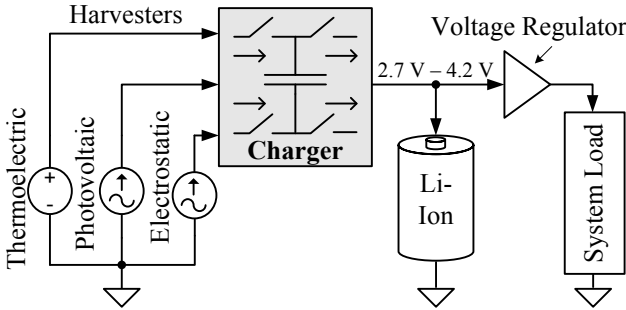 Harvesters
Voltage Regulator
2.7 V – 4.2 V
Charger
+
-
Thermoelectric
Photovoltaic
Electrostatic
Li-
Ion
System Load